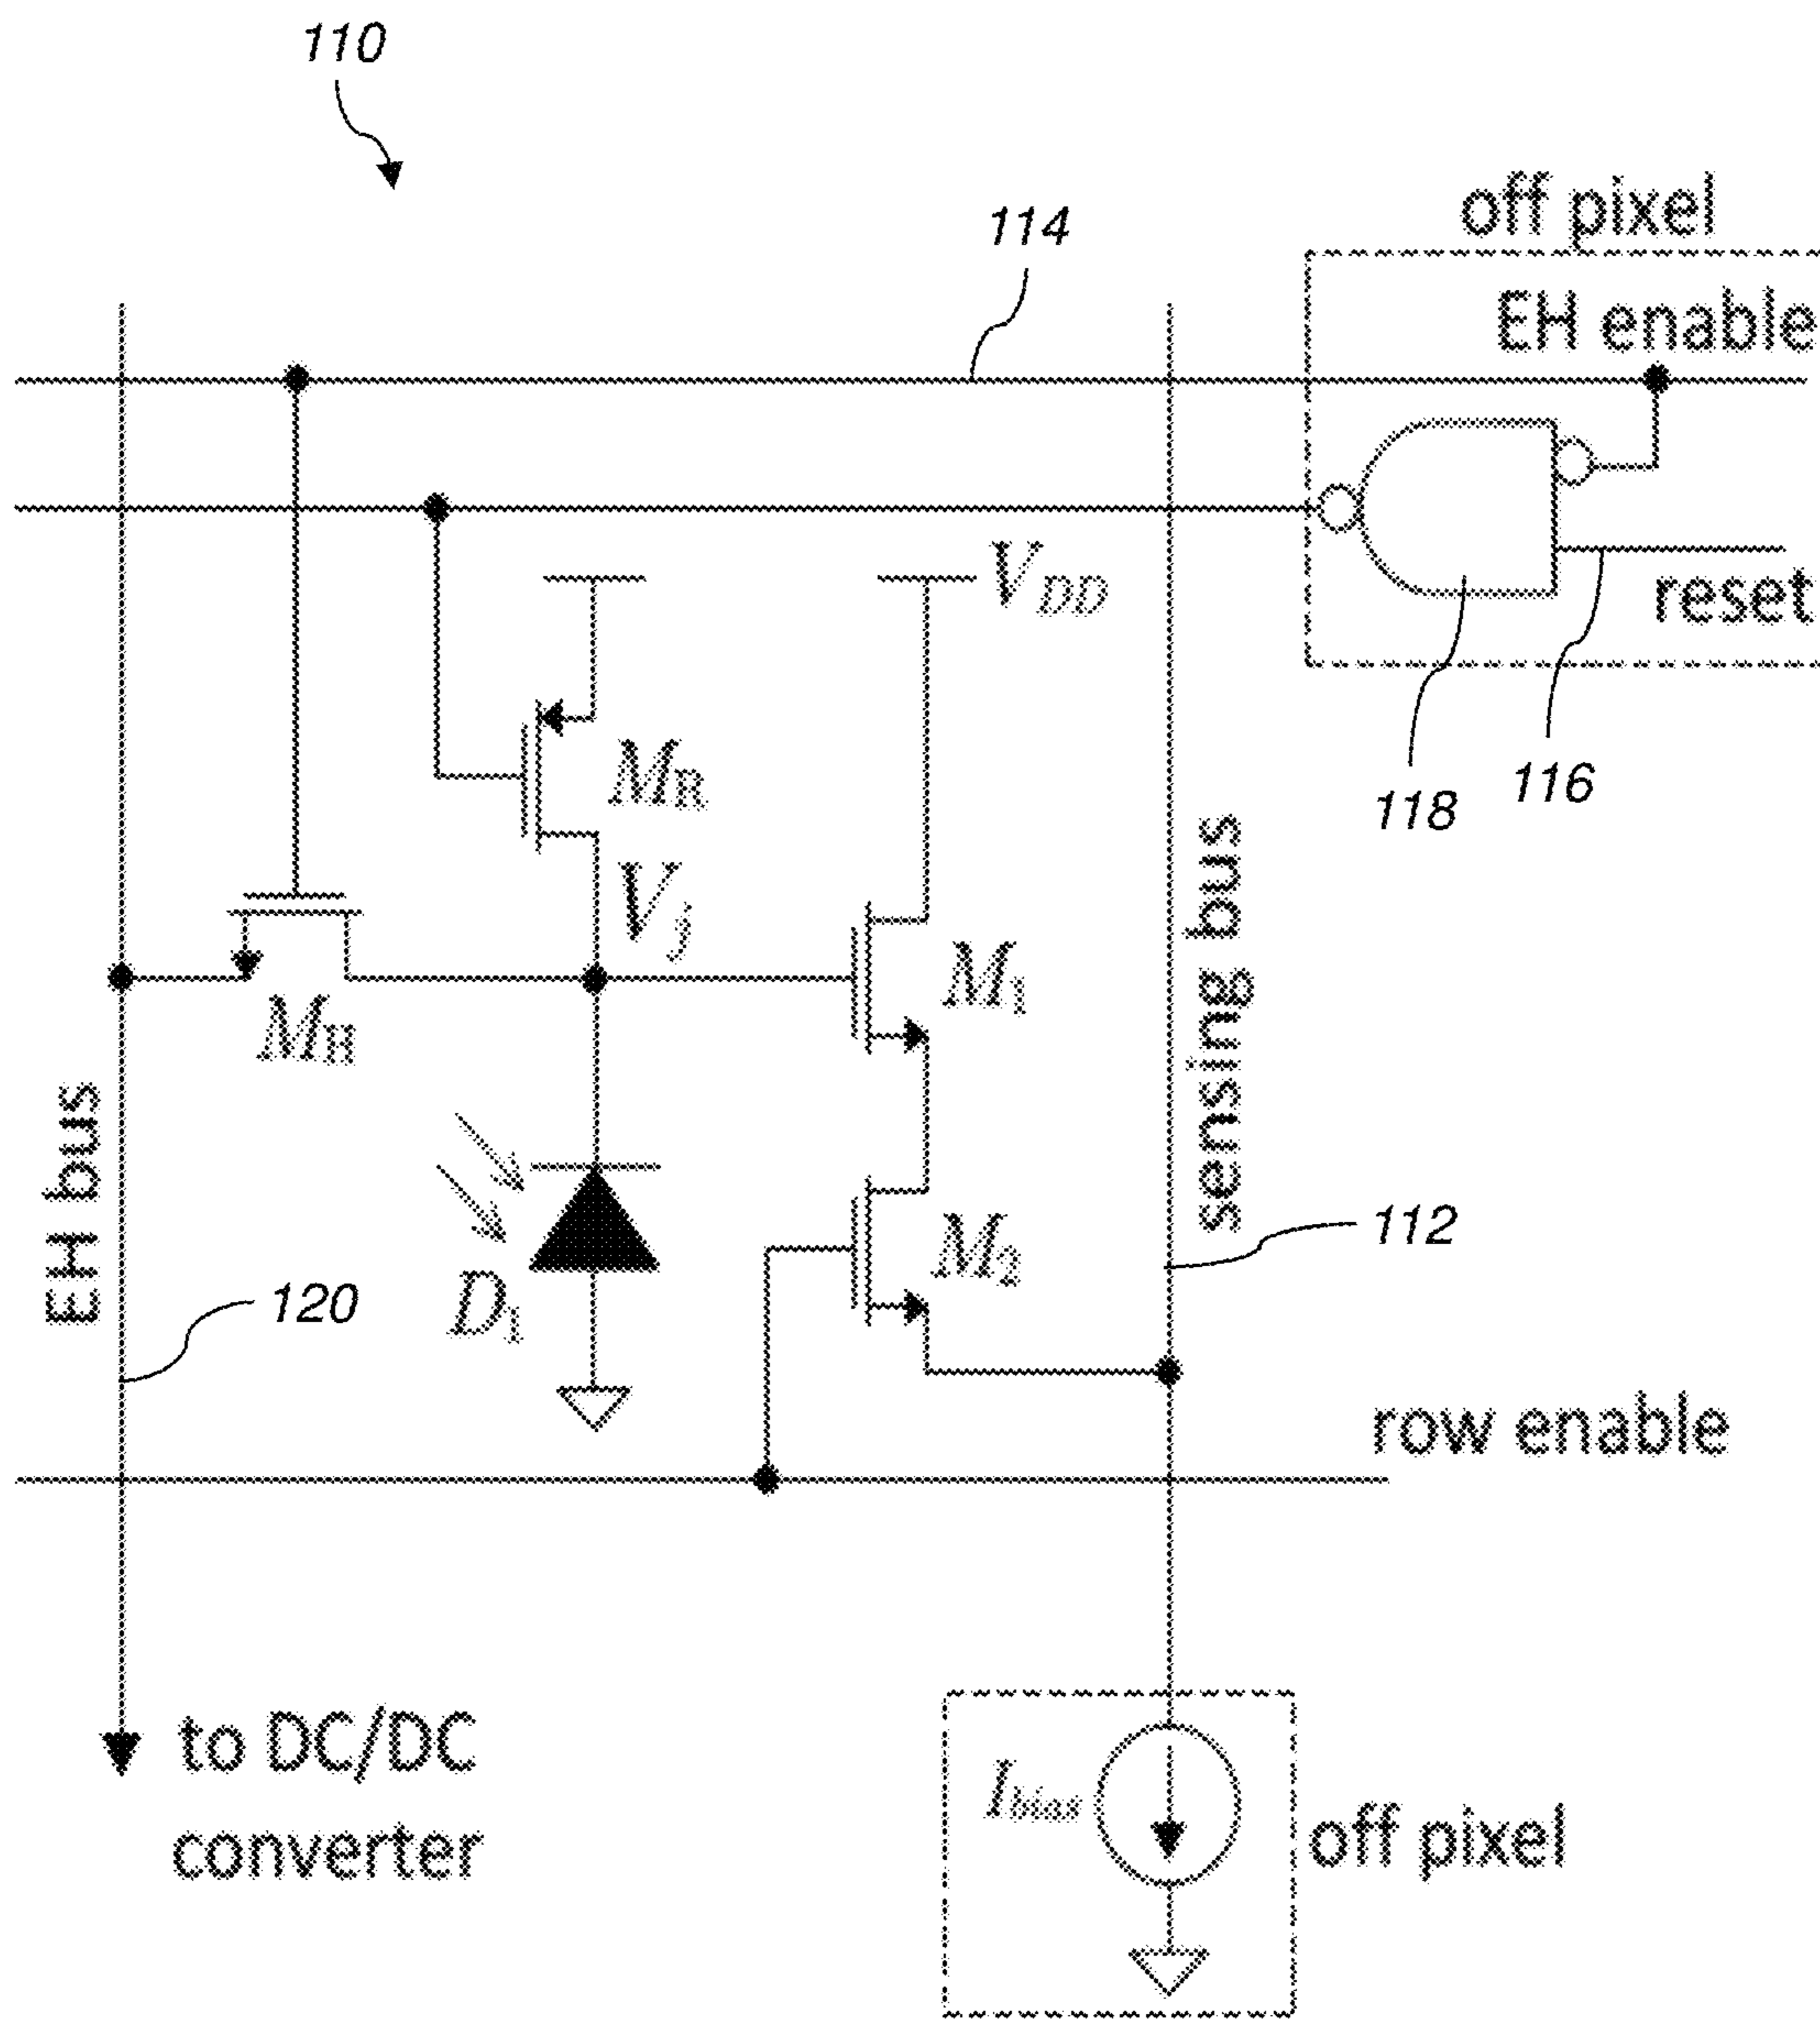 110
114
off pixel
EH enable
V_DD
reset
M_R
118
116
V_j
M_1
M_H
sensing bus
EH bus
M_2
112
D_1
120
row enable
to DC/DC
converter
I_bias
off pixel